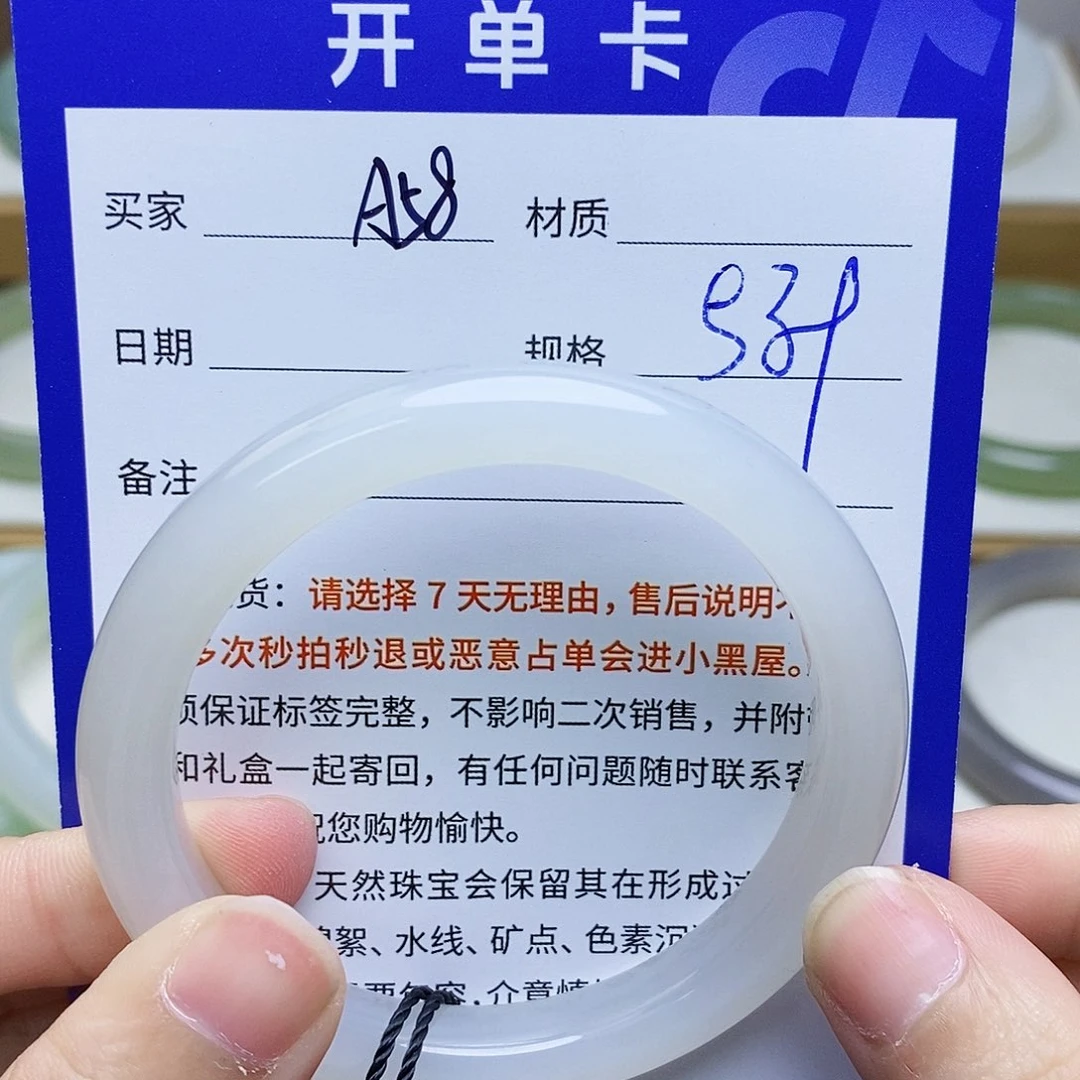 开单卡
买家 A58 材质
日期 规格
备注
货：请选择 7 天无理由，售后说明不
多次秒拍秒退或恶意占单会进小黑屋。
须保证标签完整，不影响二次销售，并附
和礼盒一起寄回，有任何问题随时联系客
祝您购物愉快。
天然珠宝会保留其在形成过
棉絮、水线、矿点、色素沉